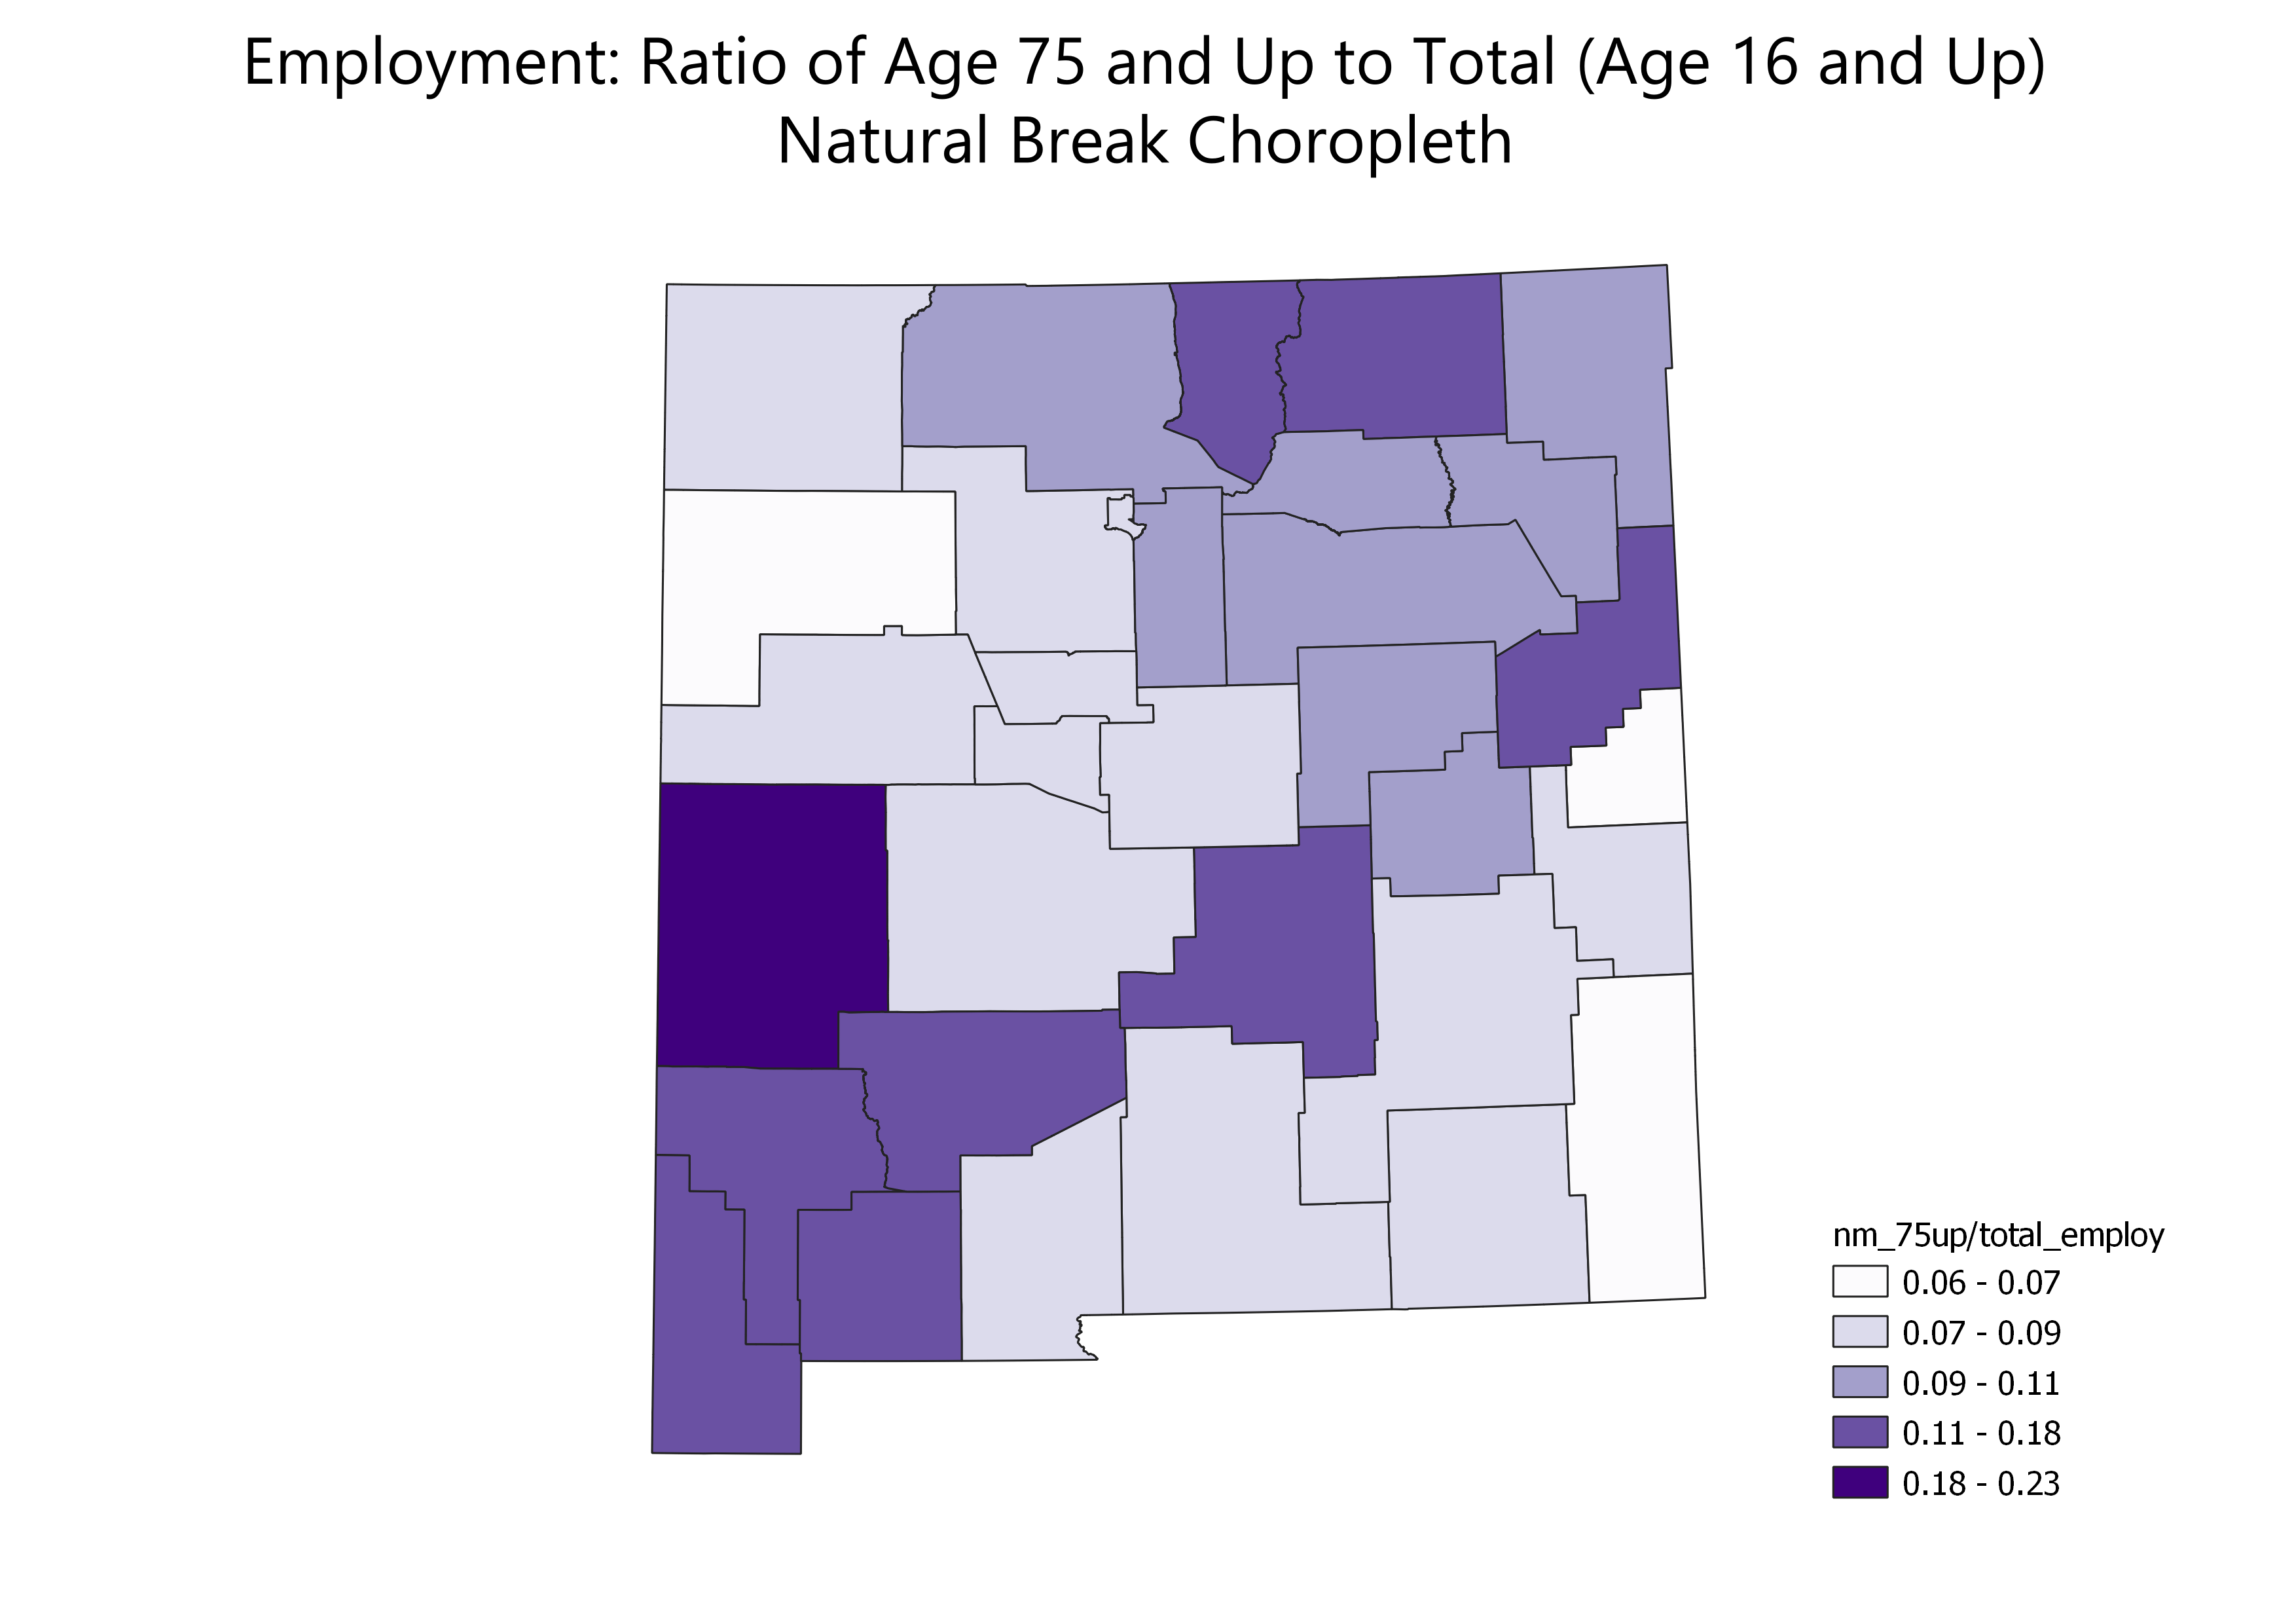 Employment: Ratio of Age 75 and Up to Total (Age 16 and Up)
Natural Break Choropleth
nm_75up/total_employ
0.06 - 0.07
0.07 - 0.09
0.09 - 0.11
0.11 - 0.18
0.18 - 0.23